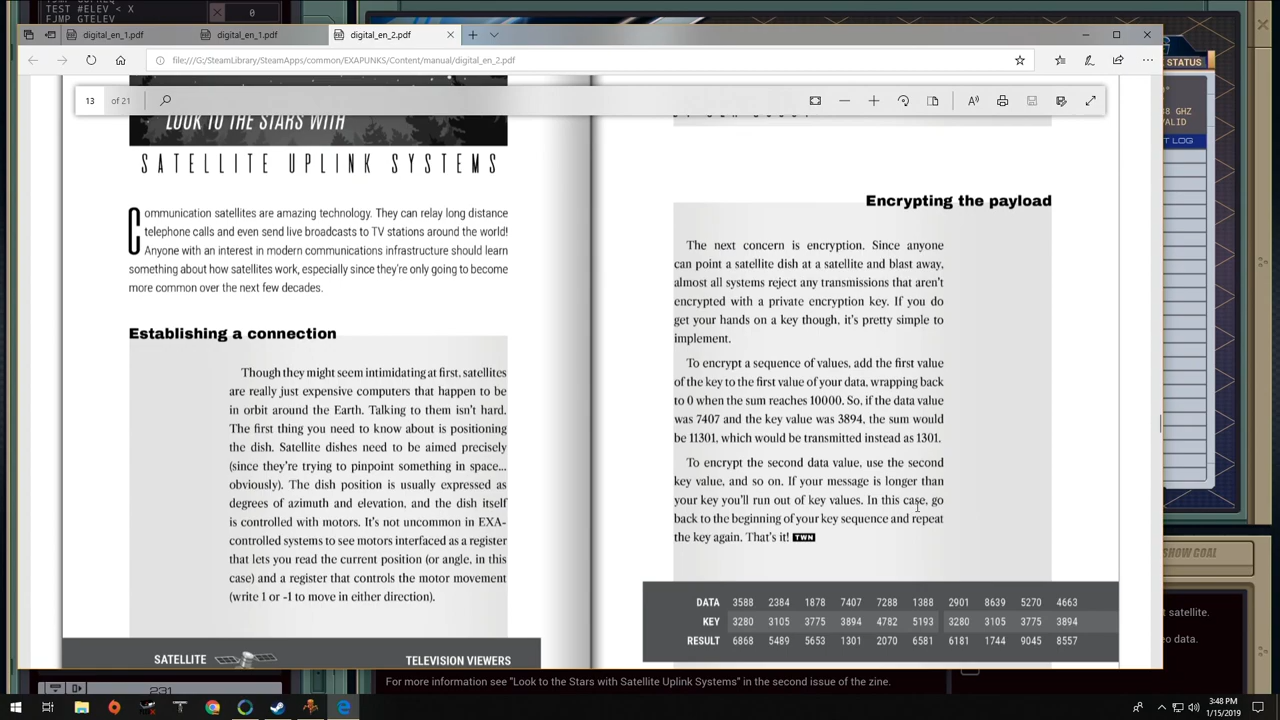 TEST #ELEV < X
FJMP GTELEV
0
digital_en_1.pdf
digital_en_1.pdf
digital_en_2.pdf
file:///G:/SteamLibrary/SteamApps/common/EXAPUNKS/Content/manual/digital_en_2.pdf
13 of 21
STATUS
38 GHZ
VALID
T LOG
LOOK TO THE STARS WITH
SATELLITE UPLINK SYSTEMS
Communication satellites are amazing technology. They can relay long distance
telephone calls and even send live broadcasts to TV stations around the world!
Anyone with an interest in modern communications infrastructure should learn
something about how satellites work, especially since they're only going to become
more common over the next few decades.
Establishing a connection
Though they might seem intimidating at first, satellites
are really just expensive computers that happen to be
in orbit around the Earth. Talking to them isn't hard.
The first thing you need to know about is positioning
the dish. Satellite dishes need to be aimed precisely
(since they're trying to pinpoint something in space...
obviously). The dish position is usually expressed as
degrees of azimuth and elevation, and the dish itself
is controlled with motors. It's not uncommon in EXA-
controlled systems to see motors interfaced as a register
that lets you read the current position (or angle, in this
case) and a register that controls the motor movement
(write 1 or -1 to move in either direction).
SATELLITE
TELEVISION VIEWERS
Encrypting the payload
The next concern is encryption. Since anyone
can point a satellite dish at a satellite and blast away,
almost all systems reject any transmissions that aren't
encrypted with a private encryption key. If you do
get your hands on a key though, it's pretty simple to
implement.
To encrypt a sequence of values, add the first value
of the key to the first value of your data, wrapping back
to 0 when the sum reaches 10000. So, if the data value
was 7407 and the key value was 3894, the sum would
be 11301, which would be transmitted instead as 1301.
To encrypt the second data value, use the second
key value, and so on. If your message is longer than
your key you'll run out of key values. In this case, go
back to the beginning of your key sequence and repeat
the key again. That's it! TWN
DATA 3588 2384 1878 7407 7288 1388 2901 8639 5270 4663
KEY 3280 3105 3775 3894 4782 5193 3280 3105 3775 3894
RESULT 6868 5489 5653 1301 2070 6581 6181 1744 9045 8557
SHOW GOAL
satellite.
eo data.
231
For more information see "Look to the Stars with Satellite Uplink Systems" in the second issue of the zine.
3:48 PM
1/15/2019